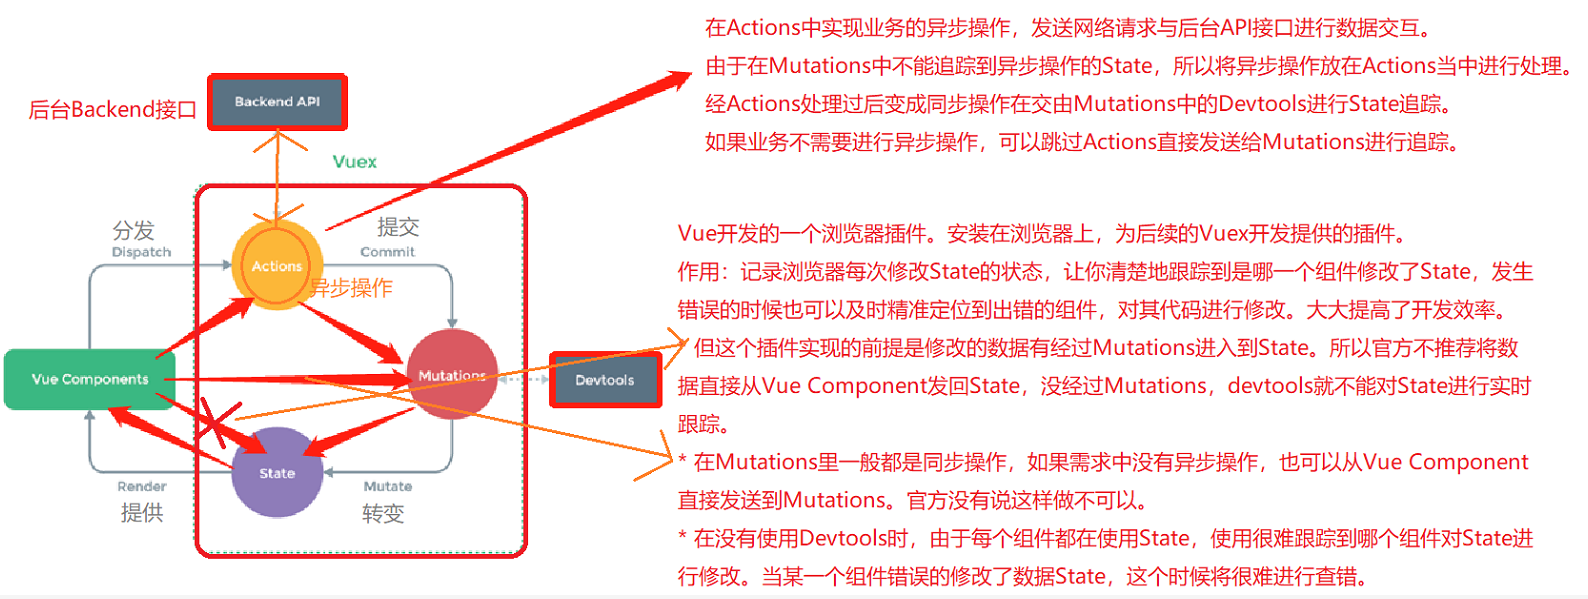 在Actions中实现业务的异步操作，发送网络请求与后台API接口进行数据交互。
由于在Mutations中不能追踪到异步操作的State，所以将异步操作放在Actions当中进行处理。
经Actions处理过后变成同步操作在交由Mutations中的Devtools进行State追踪。
如果业务不需要进行异步操作，可以跳过Actions直接发送给Mutations进行追踪。
后台Backend接口
Backend API
Vuex
分发
Dispatch
提交
Commit
Actions
异步操作
Vue Components
Mutations
Devtools
State
Render
提供
Mutate
转变
Vue开发的一个浏览器插件。安装在浏览器上，为后续的Vuex开发提供的插件。
作用：记录浏览器每次修改State的状态，让你清楚地跟踪到是哪一个组件修改了State，发生
错误的时候也可以及时精准定位到出错的组件，对其代码进行修改。大大提高了开发效率。
但这个插件实现的前提是修改的数据有经过Mutations进入到State。所以官方不推荐将数
据直接从Vue Component发回State，没经过Mutations，devtools就不能对State进行实时
跟踪。
* 在Mutations里一般都是同步操作，如果需求中没有异步操作，也可以从Vue Component
直接发送到Mutations。官方没有说这样做不可以。
* 在没有使用Devtools时，由于每个组件都在使用State，使用很难跟踪到哪个组件对State进
行修改。当某一个组件错误的修改了数据State，这个时候将很难进行查错。